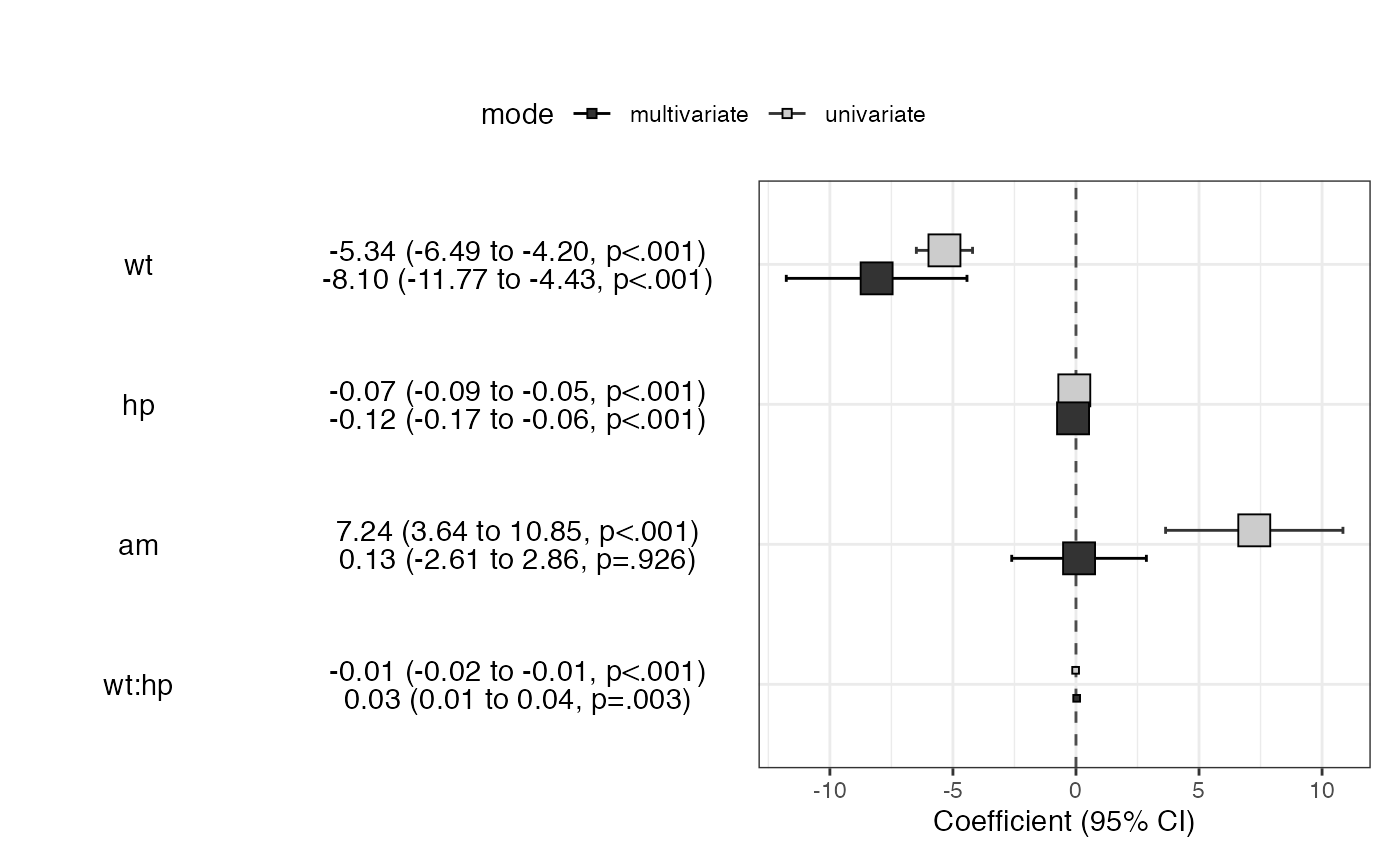 mode multivariate univariate
wt
-5.34 (-6.49 to -4.20, p<.001)
-8.10 (-11.77 to -4.43, p<.001)
hp
-0.07 (-0.09 to -0.05, p<.001)
-0.12 (-0.17 to -0.06, p<.001)
am
7.24 (3.64 to 10.85, p<.001)
0.13 (-2.61 to 2.86, p=.926)
wt:hp
-0.01 (-0.02 to -0.01, p<.001)
0.03 (0.01 to 0.04, p=.003)
-10 -5 0 5 10
Coefficient (95% CI)